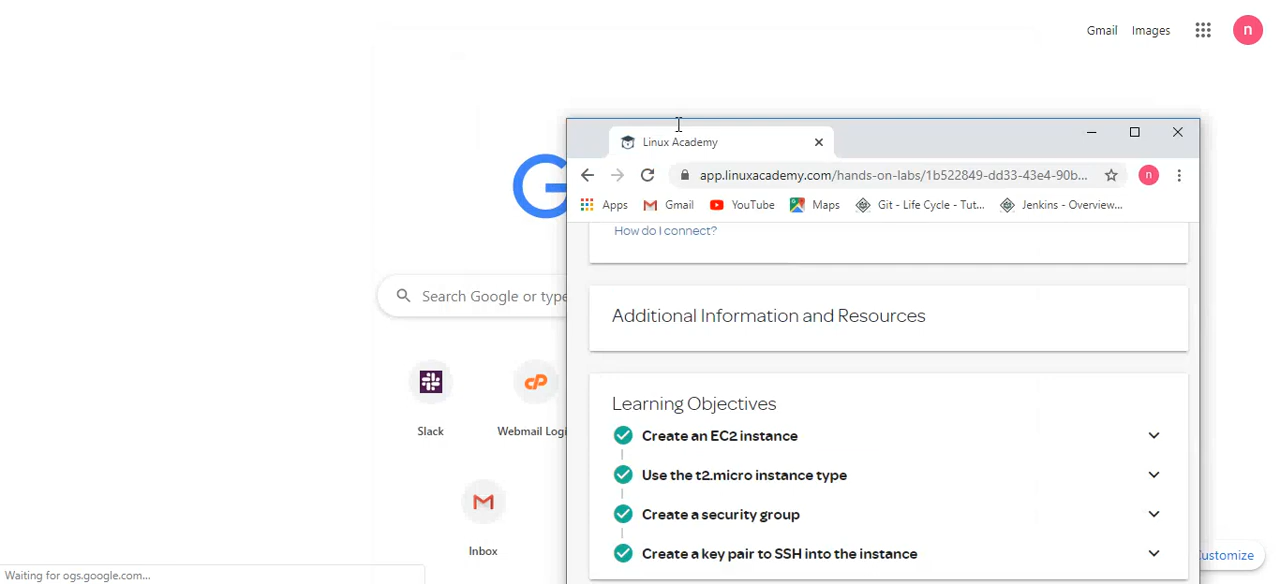 Gmail Images n
Linux Academy
app.linuxacademy.com/hands-on-labs/1b522849-dd33-43e4-90b... n
Apps Gmail YouTube Maps Git - Life Cycle - Tut... Jenkins - Overview...
How do I connect?
Search Google or type
Additional Information and Resources
Slack Webmail Logi
Learning Objectives
Create an EC2 instance
Use the t2.micro instance type
Create a security group
Create a key pair to SSH into the instance
Inbox
ustomize
Waiting for ogs.google.com...